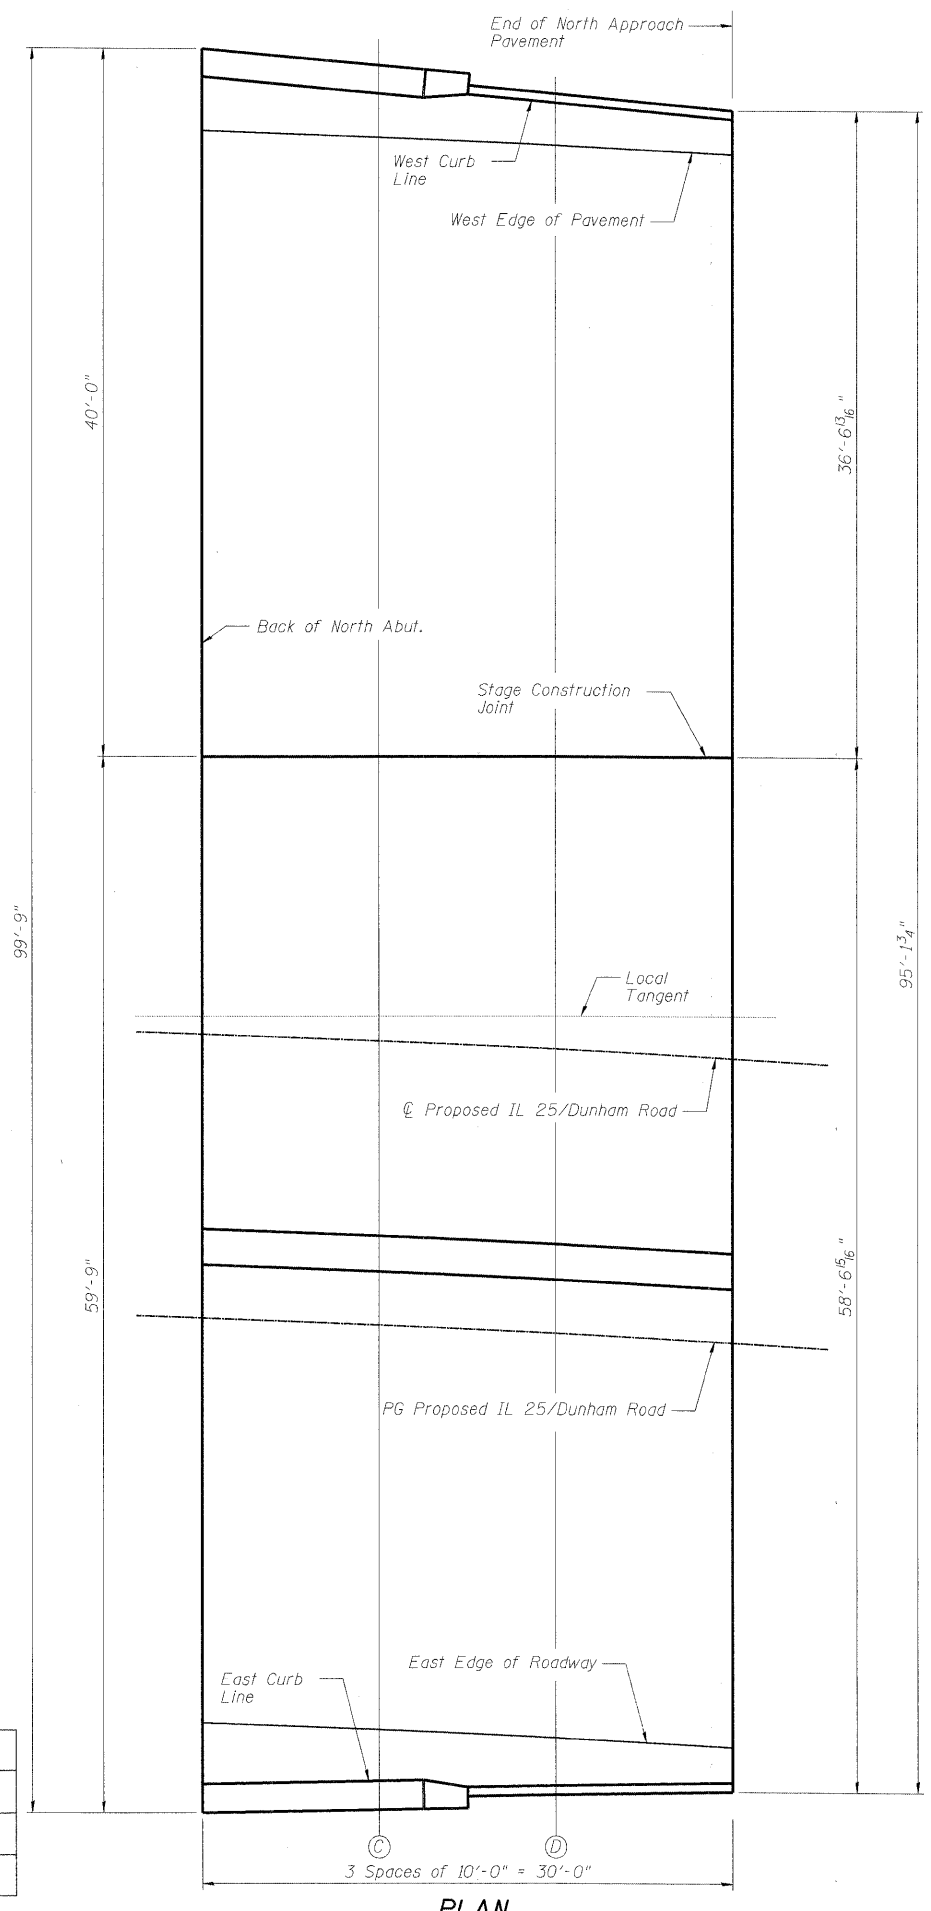 End of North Approach
Pavement
West Curb
Line
West Edge of Pavement
40'-0"
36'-6 13/16"
Back of North Abut.
Stage Construction
Joint
99'-9"
95'-1 3/4"
Local
Tangent
℄ Proposed IL 25/Dunham Road
59'-9"
58'-6 15/16"
PG Proposed IL 25/Dunham Road
East Edge of Roadway
East Curb
Line
C
D
3 Spaces of 10'-0" = 30'-0"
PLAN